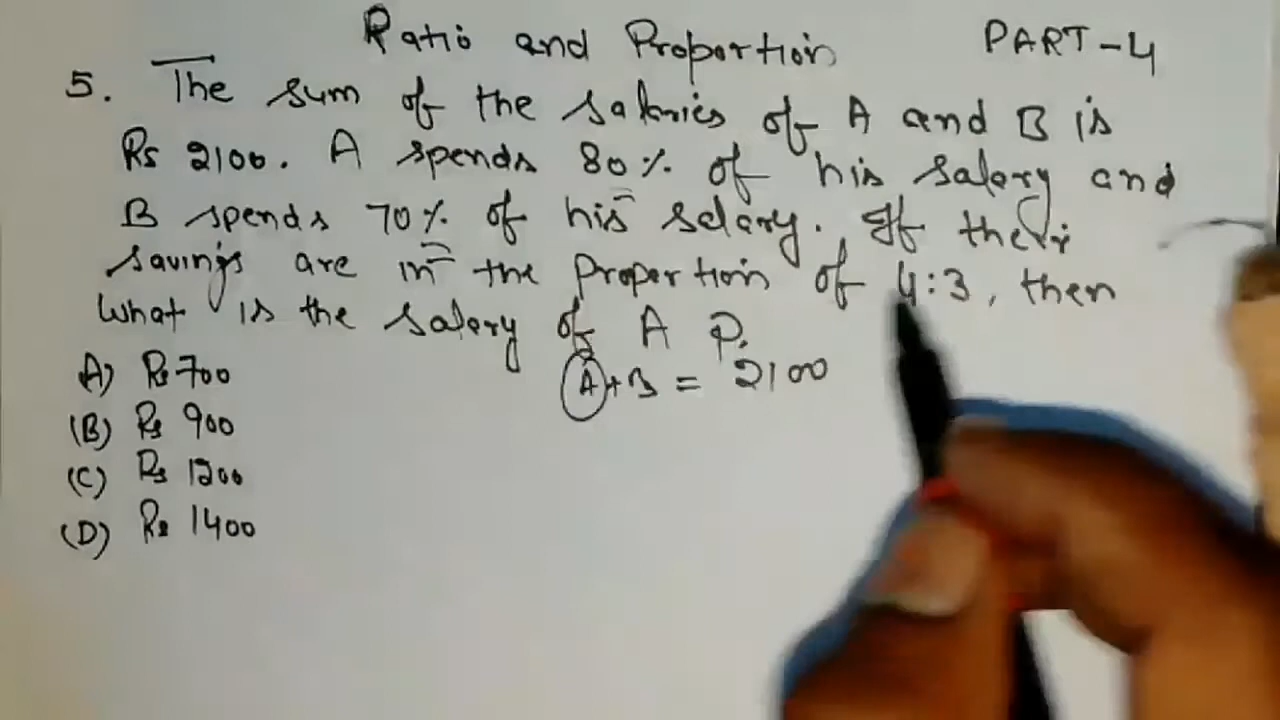 Ratio and Proportion PART-4
5. The sum of the salaries of A and B is
Rs 2100. A spends 80% of his salary and
B spends 70% of his salary. If their
savings are in the proportion of 4:3, then
what is the salary of A ?
A+B = 2100
A) Rs 700
(B) Rs 900
(C) Rs 1200
(D) Rs 1400